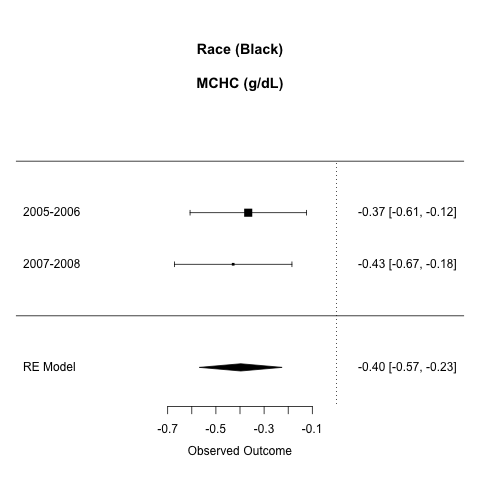 Race (Black)
MCHC (g/dL)
2005-2006 -0.37 [-0.61, -0.12]
2007-2008 -0.43 [-0.67, -0.18]
RE Model -0.40 [-0.57, -0.23]
-0.7 -0.5 -0.3 -0.1
Observed Outcome